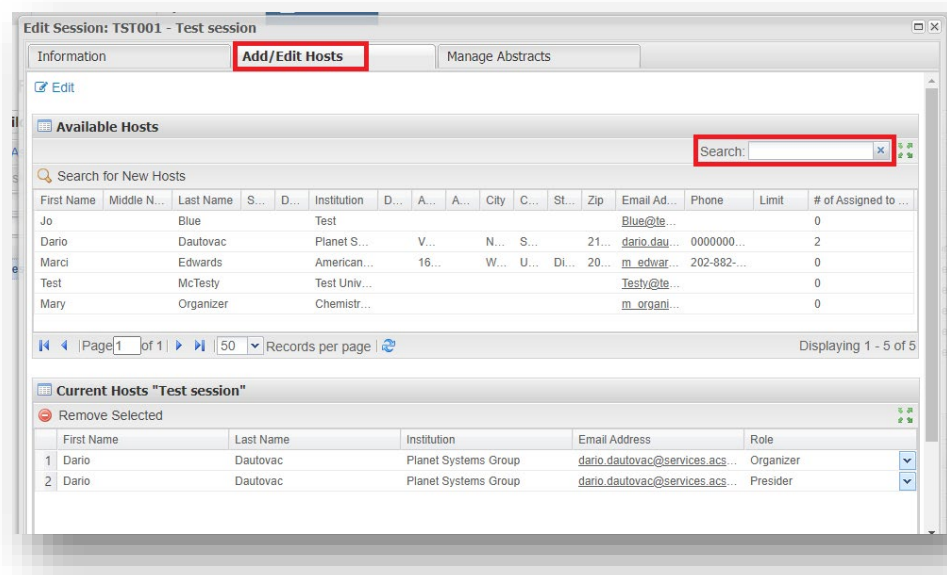 Edit Session: TST001 - Test session
Information Add/Edit Hosts Manage Abstracts
Edit
Available Hosts
Search:
Search for New Hosts
First Name Middle N... Last Name S... D... Institution D... A... A... City C... St... Zip Email Ad... Phone Limit # of Assigned to ...
Jo Blue Test Blue@te... 0
Dario Dautovac Planet S... V... N... S... 21... dario.dau... 0000000... 2
Marci Edwards American... 16... W... U... Di... 20... m_edwar... 202-882-... 0
Test McTesty Test Univ... Testy@te... 0
Mary Organizer Chemistr... m_organi... 0
Page 1 of 1 50 Records per page Displaying 1 - 5 of 5
Current Hosts "Test session"
Remove Selected
First Name Last Name Institution Email Address Role
1 Dario Dautovac Planet Systems Group dario.dautovac@services.acs... Organizer
2 Dario Dautovac Planet Systems Group dario.dautovac@services.acs... Presider